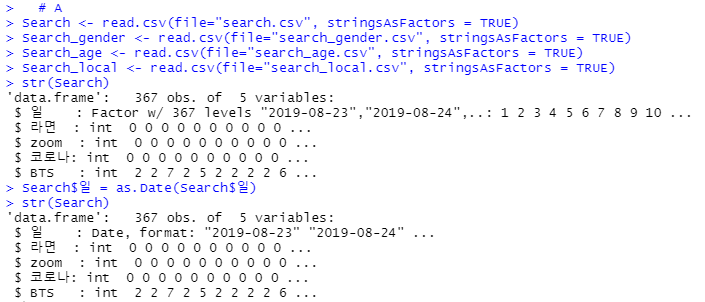 >   # A
> Search <- read.csv(file="search.csv", stringsAsFactors = TRUE)
> Search_gender <- read.csv(file="search_gender.csv", stringsAsFactors = TRUE)
> Search_age <- read.csv(file="search_age.csv", stringsAsFactors = TRUE)
> Search_local <- read.csv(file="search_local.csv", stringsAsFactors = TRUE)
> str(Search)
'data.frame':   367 obs. of  5 variables:
 $ 일    : Factor w/ 367 levels "2019-08-23","2019-08-24",..: 1 2 3 4 5 6 7 8 9 10 ...
 $ 라면  : int  0 0 0 0 0 0 0 0 0 0 ...
 $ zoom  : int  0 0 0 0 0 0 0 0 0 0 ...
 $ 코로나: int  0 0 0 0 0 0 0 0 0 0 ...
 $ BTS   : int  2 2 7 2 5 2 2 2 2 6 ...
> Search$일 = as.Date(Search$일)
> str(Search)
'data.frame':   367 obs. of  5 variables:
 $ 일    : Date, format: "2019-08-23" "2019-08-24" ...
 $ 라면  : int  0 0 0 0 0 0 0 0 0 0 ...
 $ zoom  : int  0 0 0 0 0 0 0 0 0 0 ...
 $ 코로나: int  0 0 0 0 0 0 0 0 0 0 ...
 $ BTS   : int  2 2 7 2 5 2 2 2 2 6 ...